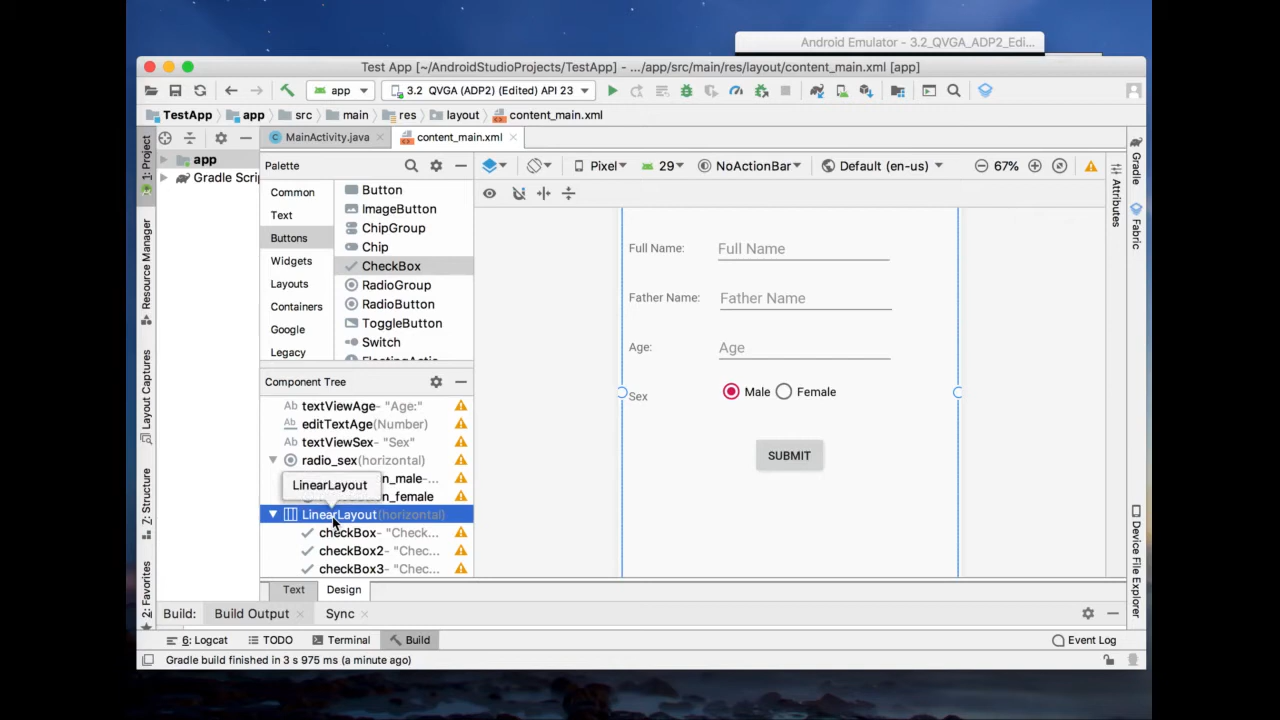 Android Emulator - 3.2_QVGA_ADP2_Edi...
Test App [~/AndroidStudioProjects/TestApp] - .../app/src/main/res/layout/content_main.xml [app]
app 3.2 QVGA (ADP2) (Edited) API 23
TestApp app src main res layout content_main.xml
MainActivity.java content_main.xml
1: Project
Resource Manager
Layout Captures
Z: Structure
2: Favorites
app
Gradle Scrip
Palette
Common
Text
Buttons
Widgets
Layouts
Containers
Google
Legacy
Button
ImageButton
ChipGroup
Chip
CheckBox
RadioGroup
RadioButton
ToggleButton
Switch
FloatingActio
Component Tree
textViewAge- "Age:"
editTextAge(Number)
textViewSex- "Sex"
radio_sex(horizontal)
n_male-...
n_female
LinearLayout
LinearLayout(horizontal)
checkBox- "Check...
checkBox2- "Chec...
checkBox3- "Chec...
Text Design
Pixel 29 NoActionBar Default (en-us) 67%
Full Name: Full Name
Father Name: Father Name
Age: Age
Sex Male Female
SUBMIT
Attributes
Gradle
Fabric
Device File Explorer
Build: Build Output Sync
6: Logcat TODO Terminal Build Event Log
Gradle build finished in 3 s 975 ms (a minute ago)